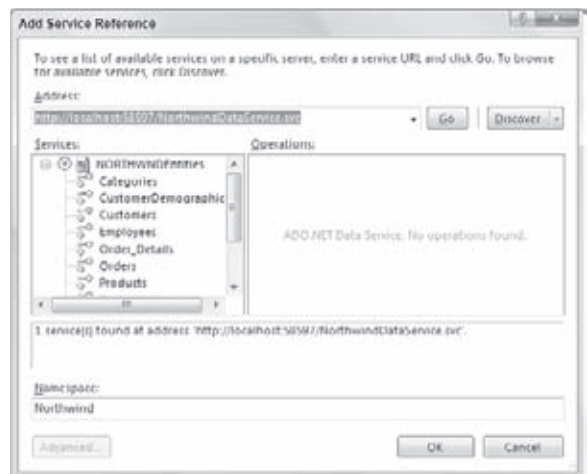 Add Service Reference
To see a list of available services on a specific server, enter a service URL and click Go. To browse
for available services, click Discover.
Address:
http://localhost:58597/NorthwindDataService.svc
Go
Discover
Services:
Operations:
NORTHWNDEntities
Categories
CustomerDemographic
Customers
Employees
Order_Details
Orders
Products
ADO.NET Data Service. No operations found.
1 service(s) found at address 'http://localhost:58597/NorthwindDataService.svc'.
Namespace:
Northwind
Advanced...
OK
Cancel